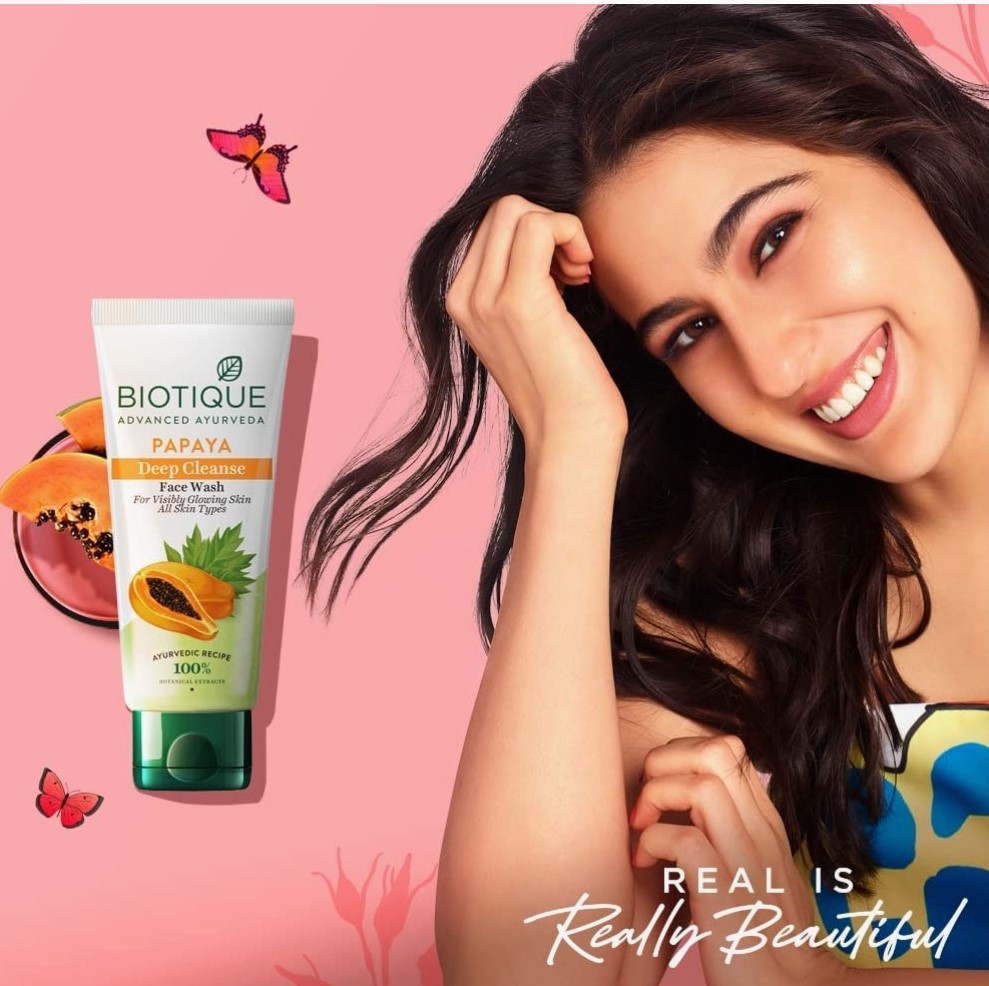 BIOTIQUE
ADVANCED AYURVEDA
PAPAYA
Deep Cleanse
Face Wash
For Visibly Glowing Skin
All Skin Types
AYURVEDIC RECIPE
100%
BOTANICAL EXTRACTS
REAL IS
Really Beautiful